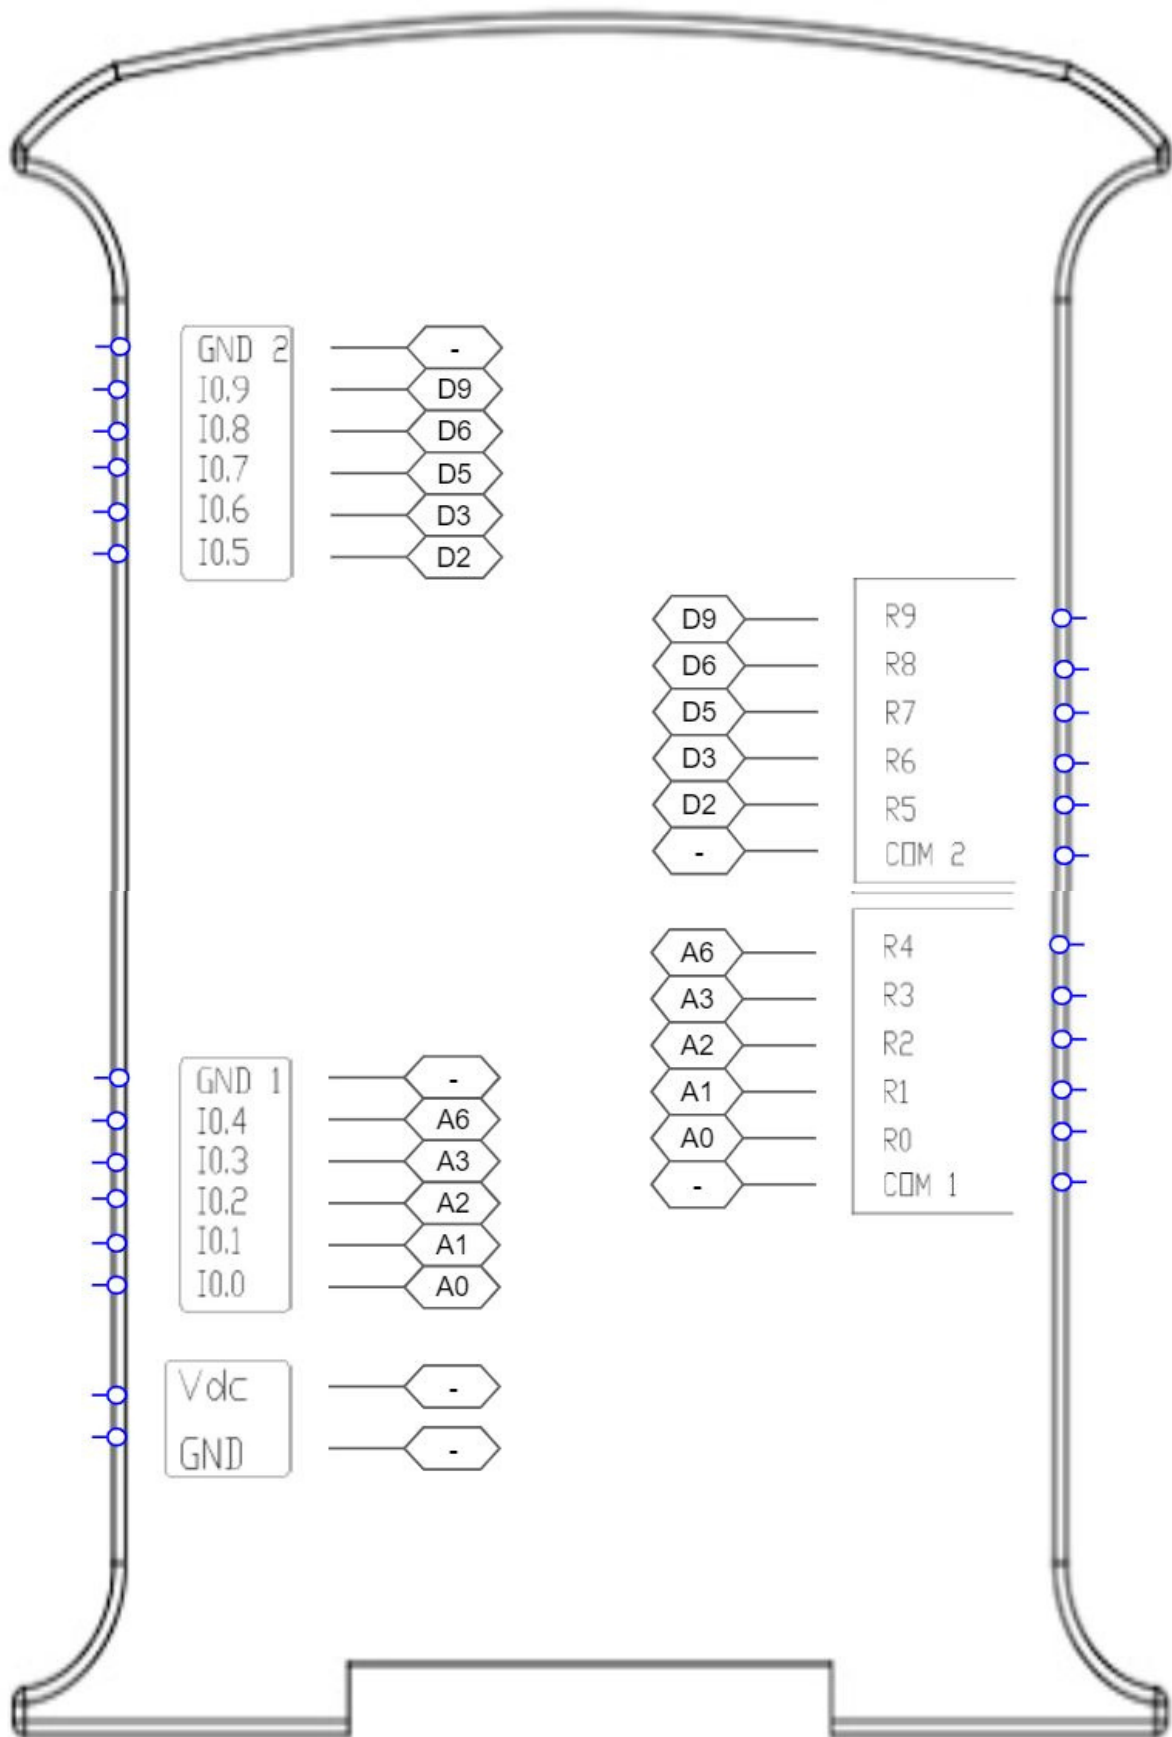 GND 2 -
I0.9 D9
I0.8 D6
I0.7 D5
I0.6 D3
I0.5 D2
D9 R9
D6 R8
D5 R7
D3 R6
D2 R5
- COM 2
A6 R4
A3 R3
A2 R2
A1 R1
A0 R0
- COM 1
GND 1 -
I0.4 A6
I0.3 A3
I0.2 A2
I0.1 A1
I0.0 A0
Vdc -
GND -